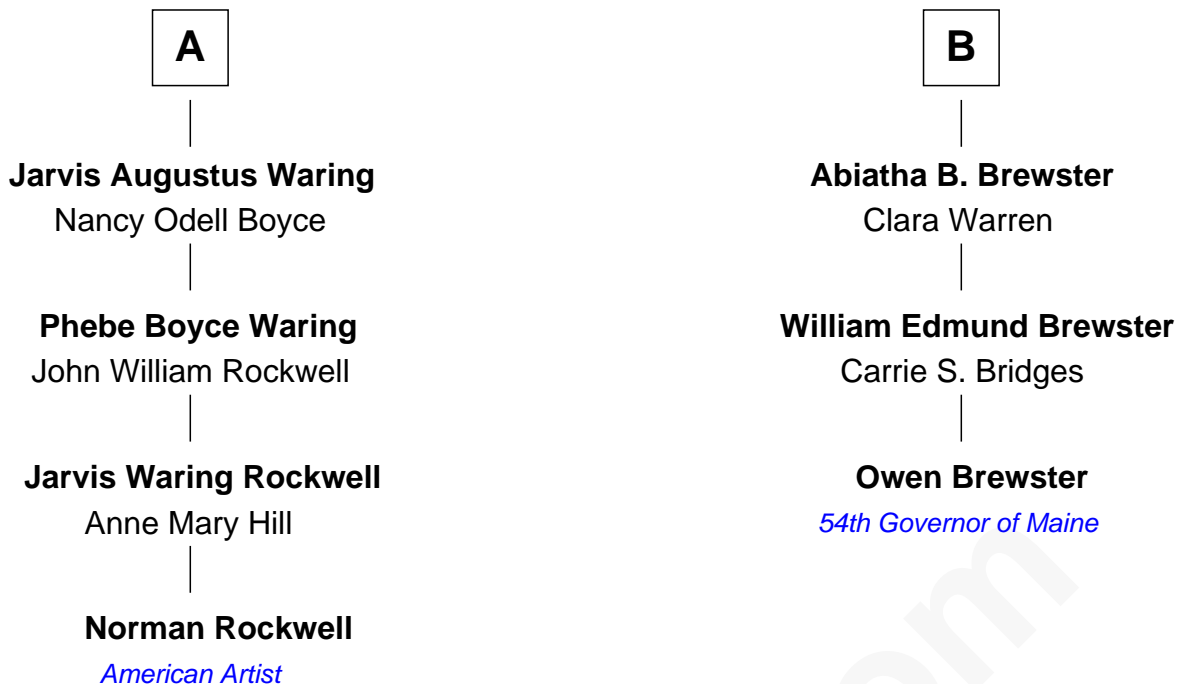 A
Jarvis Augustus Waring
Nancy Odell Boyce
Phebe Boyce Waring
John William Rockwell
Jarvis Waring Rockwell
Anne Mary Hill
Norman Rockwell
American Artist
B
Abiatha B. Brewster
Clara Warren
William Edmund Brewster
Carrie S. Bridges
Owen Brewster
54th Governor of Maine
om